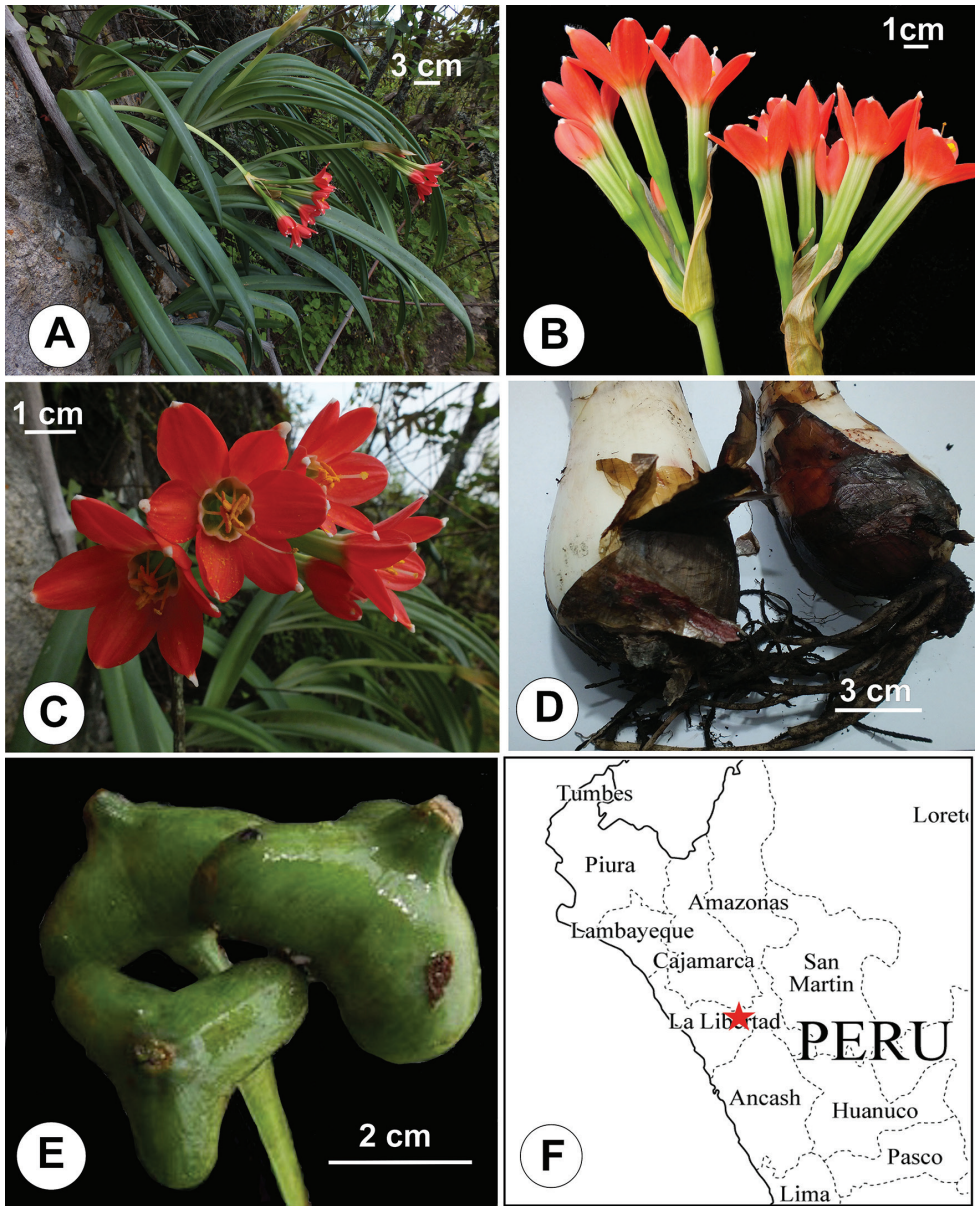 3 cm
A
1cm
B
1 cm
C
3 cm
D
2 cm
E
Tumbes
Loreto
Piura
Amazonas
Lambayeque
Cajamarca
San
Martin
La Libertad
PERU
Ancash
Huanuco
Pasco
Lima
F